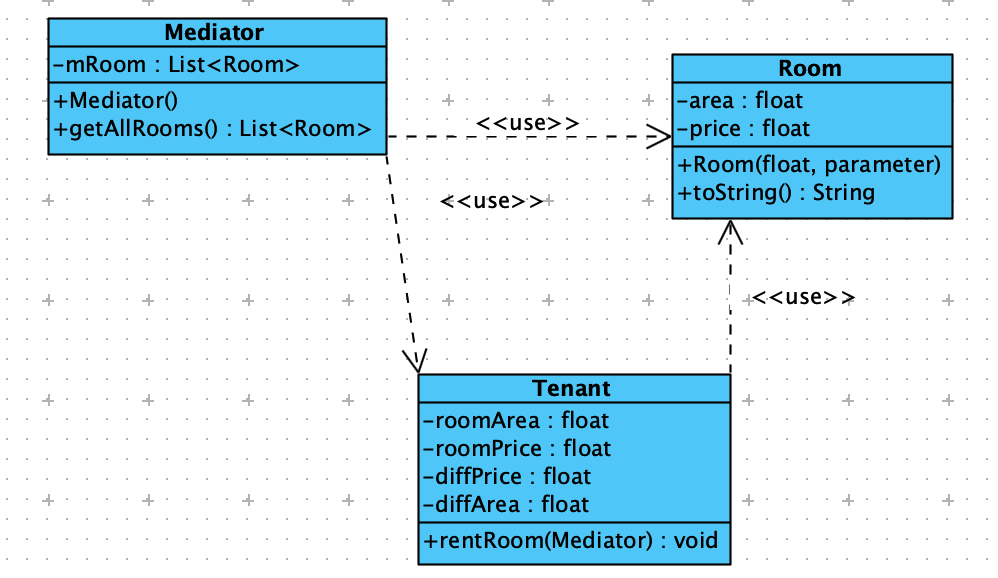 Mediator
-mRoom : List<Room>
+Mediator()
+getAllRooms() : List<Room>
<<use>>
Room
-area : float
-price : float
+Room(float, parameter)
+toString() : String
<<use>>
<<use>>
Tenant
-roomArea : float
-roomPrice : float
-diffPrice : float
-diffArea : float
+rentRoom(Mediator) : void